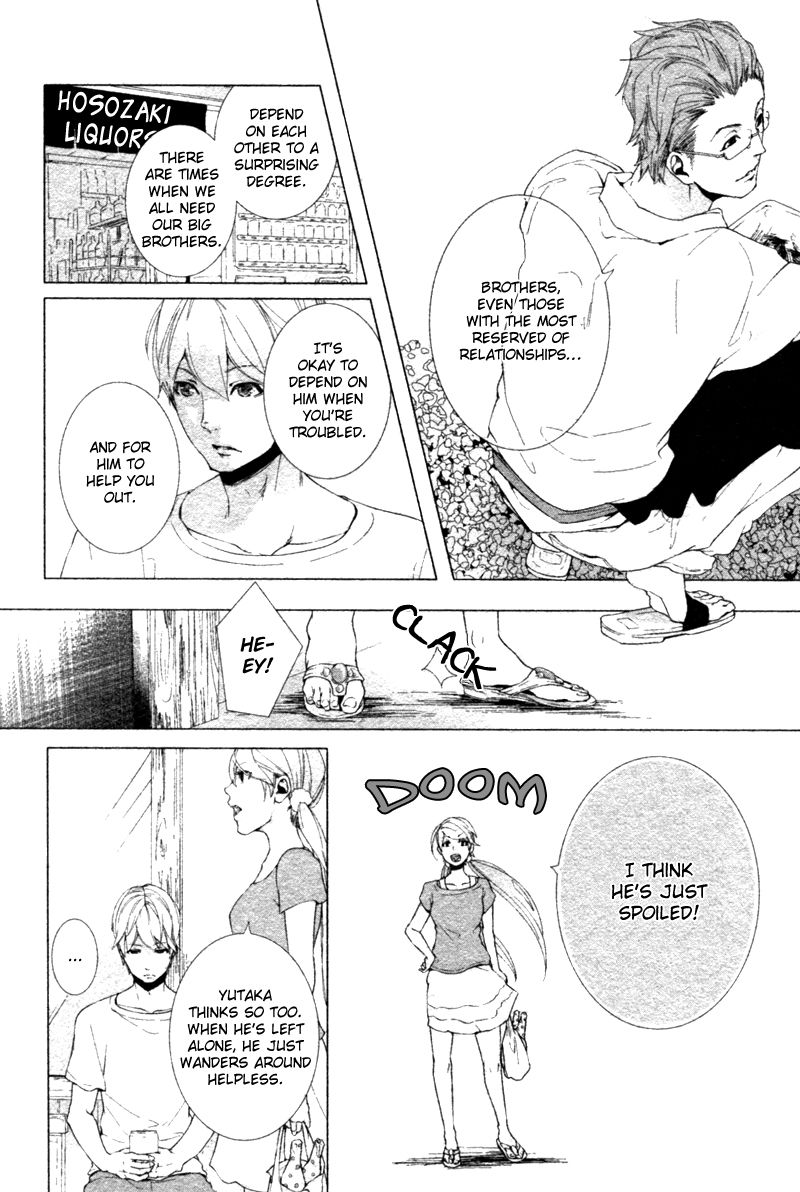 BROTHERS,
EVEN THOSE
WITH THE MOST
RESERVED OF
RELATIONSHIPS...
DEPEND
ON EACH
OTHER TO A
SURPRISING
DEGREE.
HOSOZAKI
LIQUORS
THERE
ARE TIMES
WHEN WE
ALL NEED
OUR BIG
BROTHERS.
IT'S
OKAY TO
DEPEND ON
HIM WHEN
YOU'RE
TROUBLED.
AND FOR
HIM TO
HELP YOU
OUT.
CLACK
HE-
EY!
I THINK
HE'S JUST
SPOILED!
DOOM
YUTAKA
THINKS SO TOO.
WHEN HE'S LEFT
ALONE, HE JUST
WANDERS AROUND
HELPLESS.
...